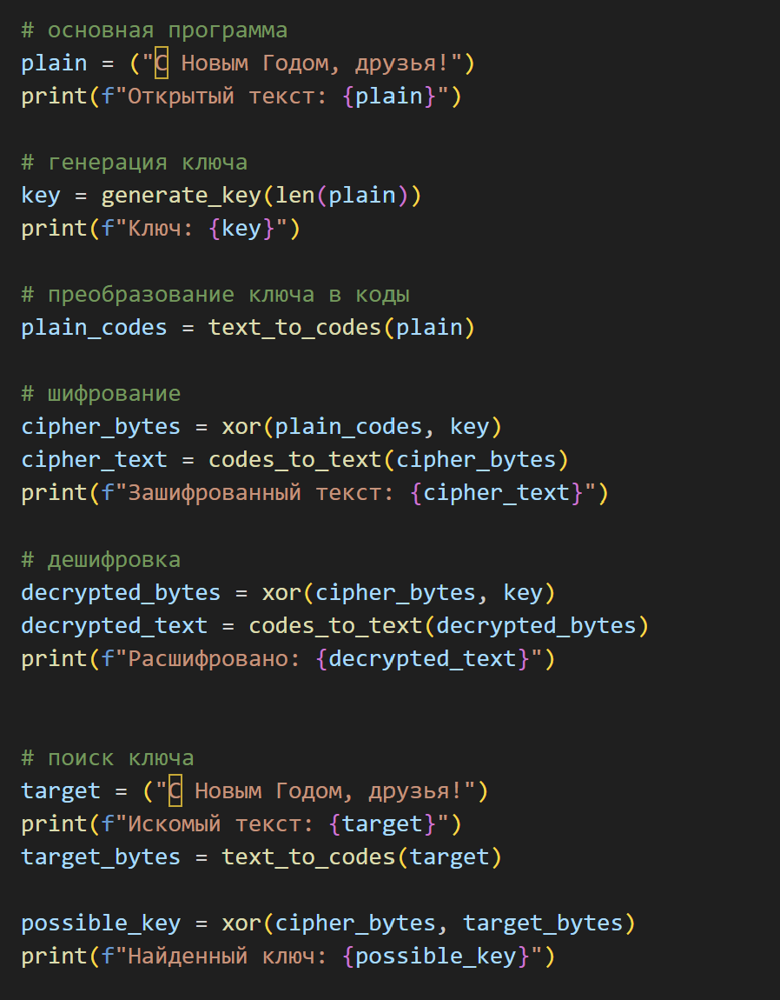 # основная программа
plain = ("С Новым Годом, друзья!")
print(f"Открытый текст: {plain}")
# генерация ключа
key = generate_key(len(plain))
print(f"Ключ: {key}")
# преобразование ключа в коды
plain_codes = text_to_codes(plain)
# шифрование
cipher_bytes = xor(plain_codes, key)
cipher_text = codes_to_text(cipher_bytes)
print(f"Зашифрованный текст: {cipher_text}")
# дешифровка
decrypted_bytes = xor(cipher_bytes, key)
decrypted_text = codes_to_text(decrypted_bytes)
print(f"Расшифровано: {decrypted_text}")
# поиск ключа
target = ("С Новым Годом, друзья!")
print(f"Искомый текст: {target}")
target_bytes = text_to_codes(target)
possible_key = xor(cipher_bytes, target_bytes)
print(f"Найденный ключ: {possible_key}")